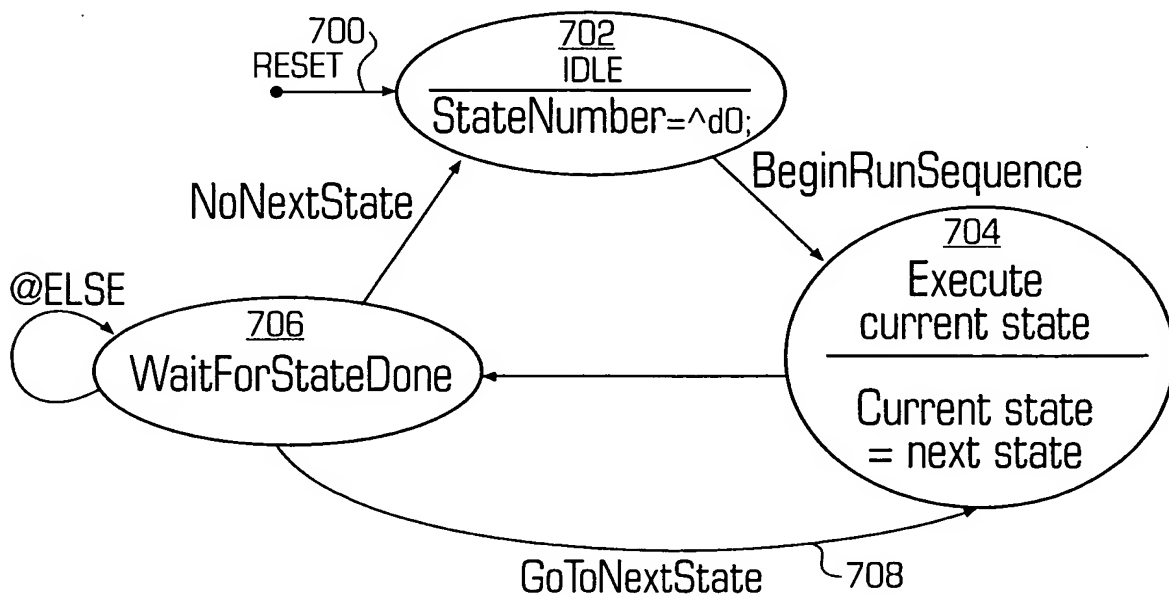 700
RESET
702
IDLE
StateNumber=^d0;
BeginRunSequence
NoNextState
704
Execute
current state
Current state
= next state
@ELSE
706
WaitForStateDone
GoToNextState
708